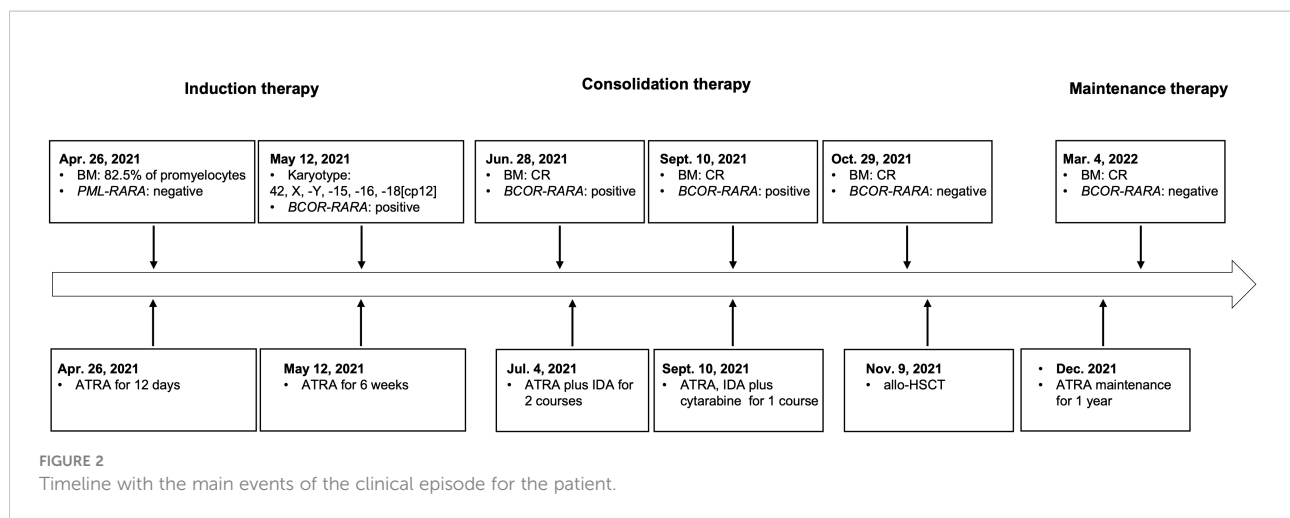 Induction therapy
Consolidation therapy
Maintenance therapy
Apr. 26, 2021
• BM: 82.5% of promyelocytes
• PML-RARA: negative
May 12, 2021
• Karyotype:
42, X, -Y, -15, -16, -18[cp12]
• BCOR-RARA: positive
Jun. 28, 2021
• BM: CR
• BCOR-RARA: positive
Sept. 10, 2021
• BM: CR
• BCOR-RARA: positive
Oct. 29, 2021
• BM: CR
• BCOR-RARA: negative
Mar. 4, 2022
• BM: CR
• BCOR-RARA: negative
Apr. 26, 2021
• ATRA for 12 days
May 12, 2021
• ATRA for 6 weeks
Jul. 4, 2021
• ATRA plus IDA for
2 courses
Sept. 10, 2021
• ATRA, IDA plus
cytarabine for 1 course
Nov. 9, 2021
• allo-HSCT
• Dec. 2021
• ATRA maintenance
for 1 year
FIGURE 2
Timeline with the main events of the clinical episode for the patient.